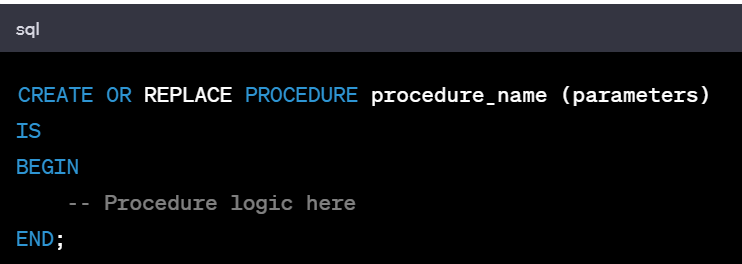 sql
CREATE OR REPLACE PROCEDURE procedure_name (parameters)
IS
BEGIN
    -- Procedure logic here
END;